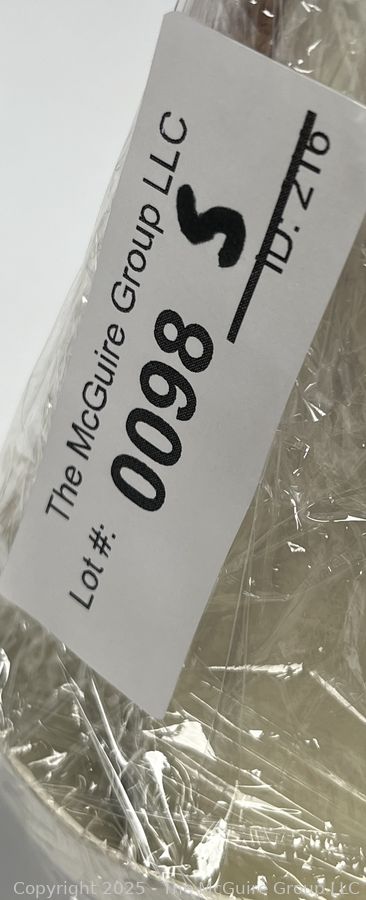 The McGuire Group LLC
Lot #: 0098 S
ID: 216
Copyright 2025 - The McGuire Group LLC